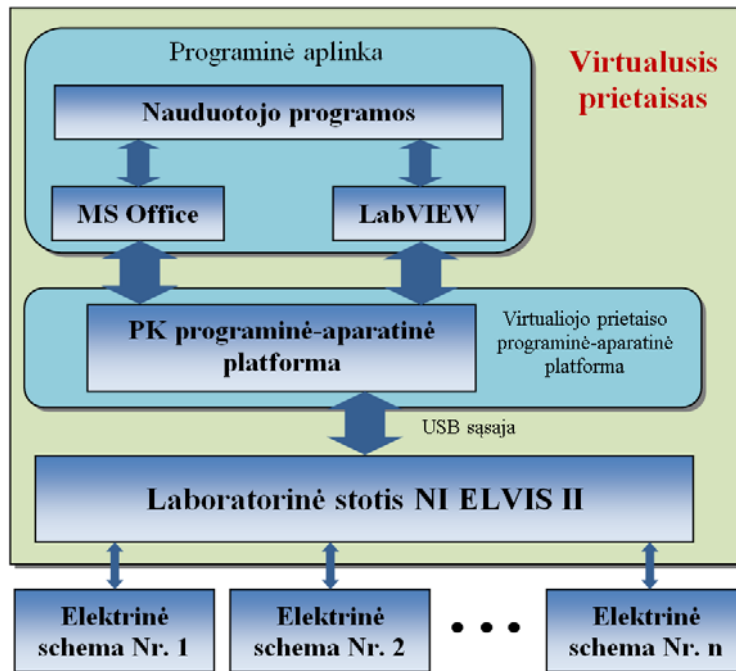 Programinė aplinka
Virtualusis
prietaisas
Nauduotojo programos
MS Office
LabVIEW
PK programinė-aparatinė
platforma
Virtualiojo prietaiso
programinė-aparatinė
platforma
USB sąsaja
Laboratorinė stotis NI ELVIS II
Elektrinė
schema Nr. 1
Elektrinė
schema Nr. 2
• • •
Elektrinė
schema Nr. n